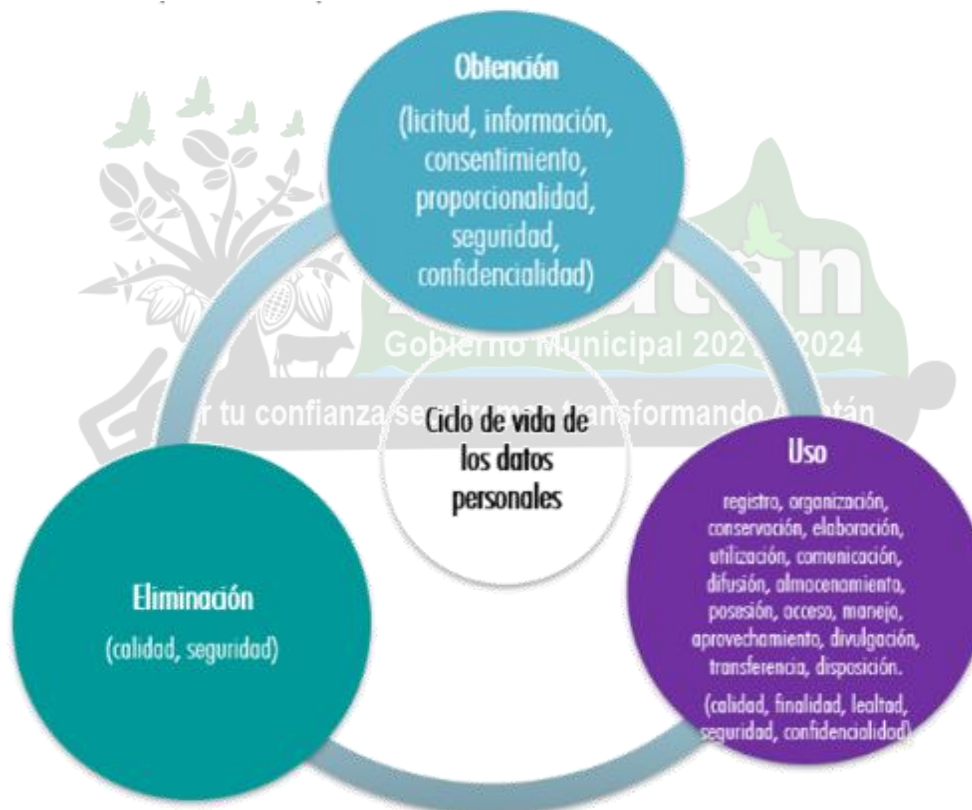 Obtención
(licitud, información,
consentimiento,
proporcionalidad,
seguridad,
confidencialidad)
Gobierno Municipal 2024
tu confianza transformando
Ciclo de vida de
los datos
personales
Uso
registro, organización,
conservación, elaboración,
utilización, comunicación,
difusión, almacenamiento,
posesión, acceso, manejo,
aprovechamiento, divulgación,
transferencia, disposición.
(calidad, finalidad, lealtad,
seguridad, confidencialidad)
Eliminación
(calidad, seguridad)